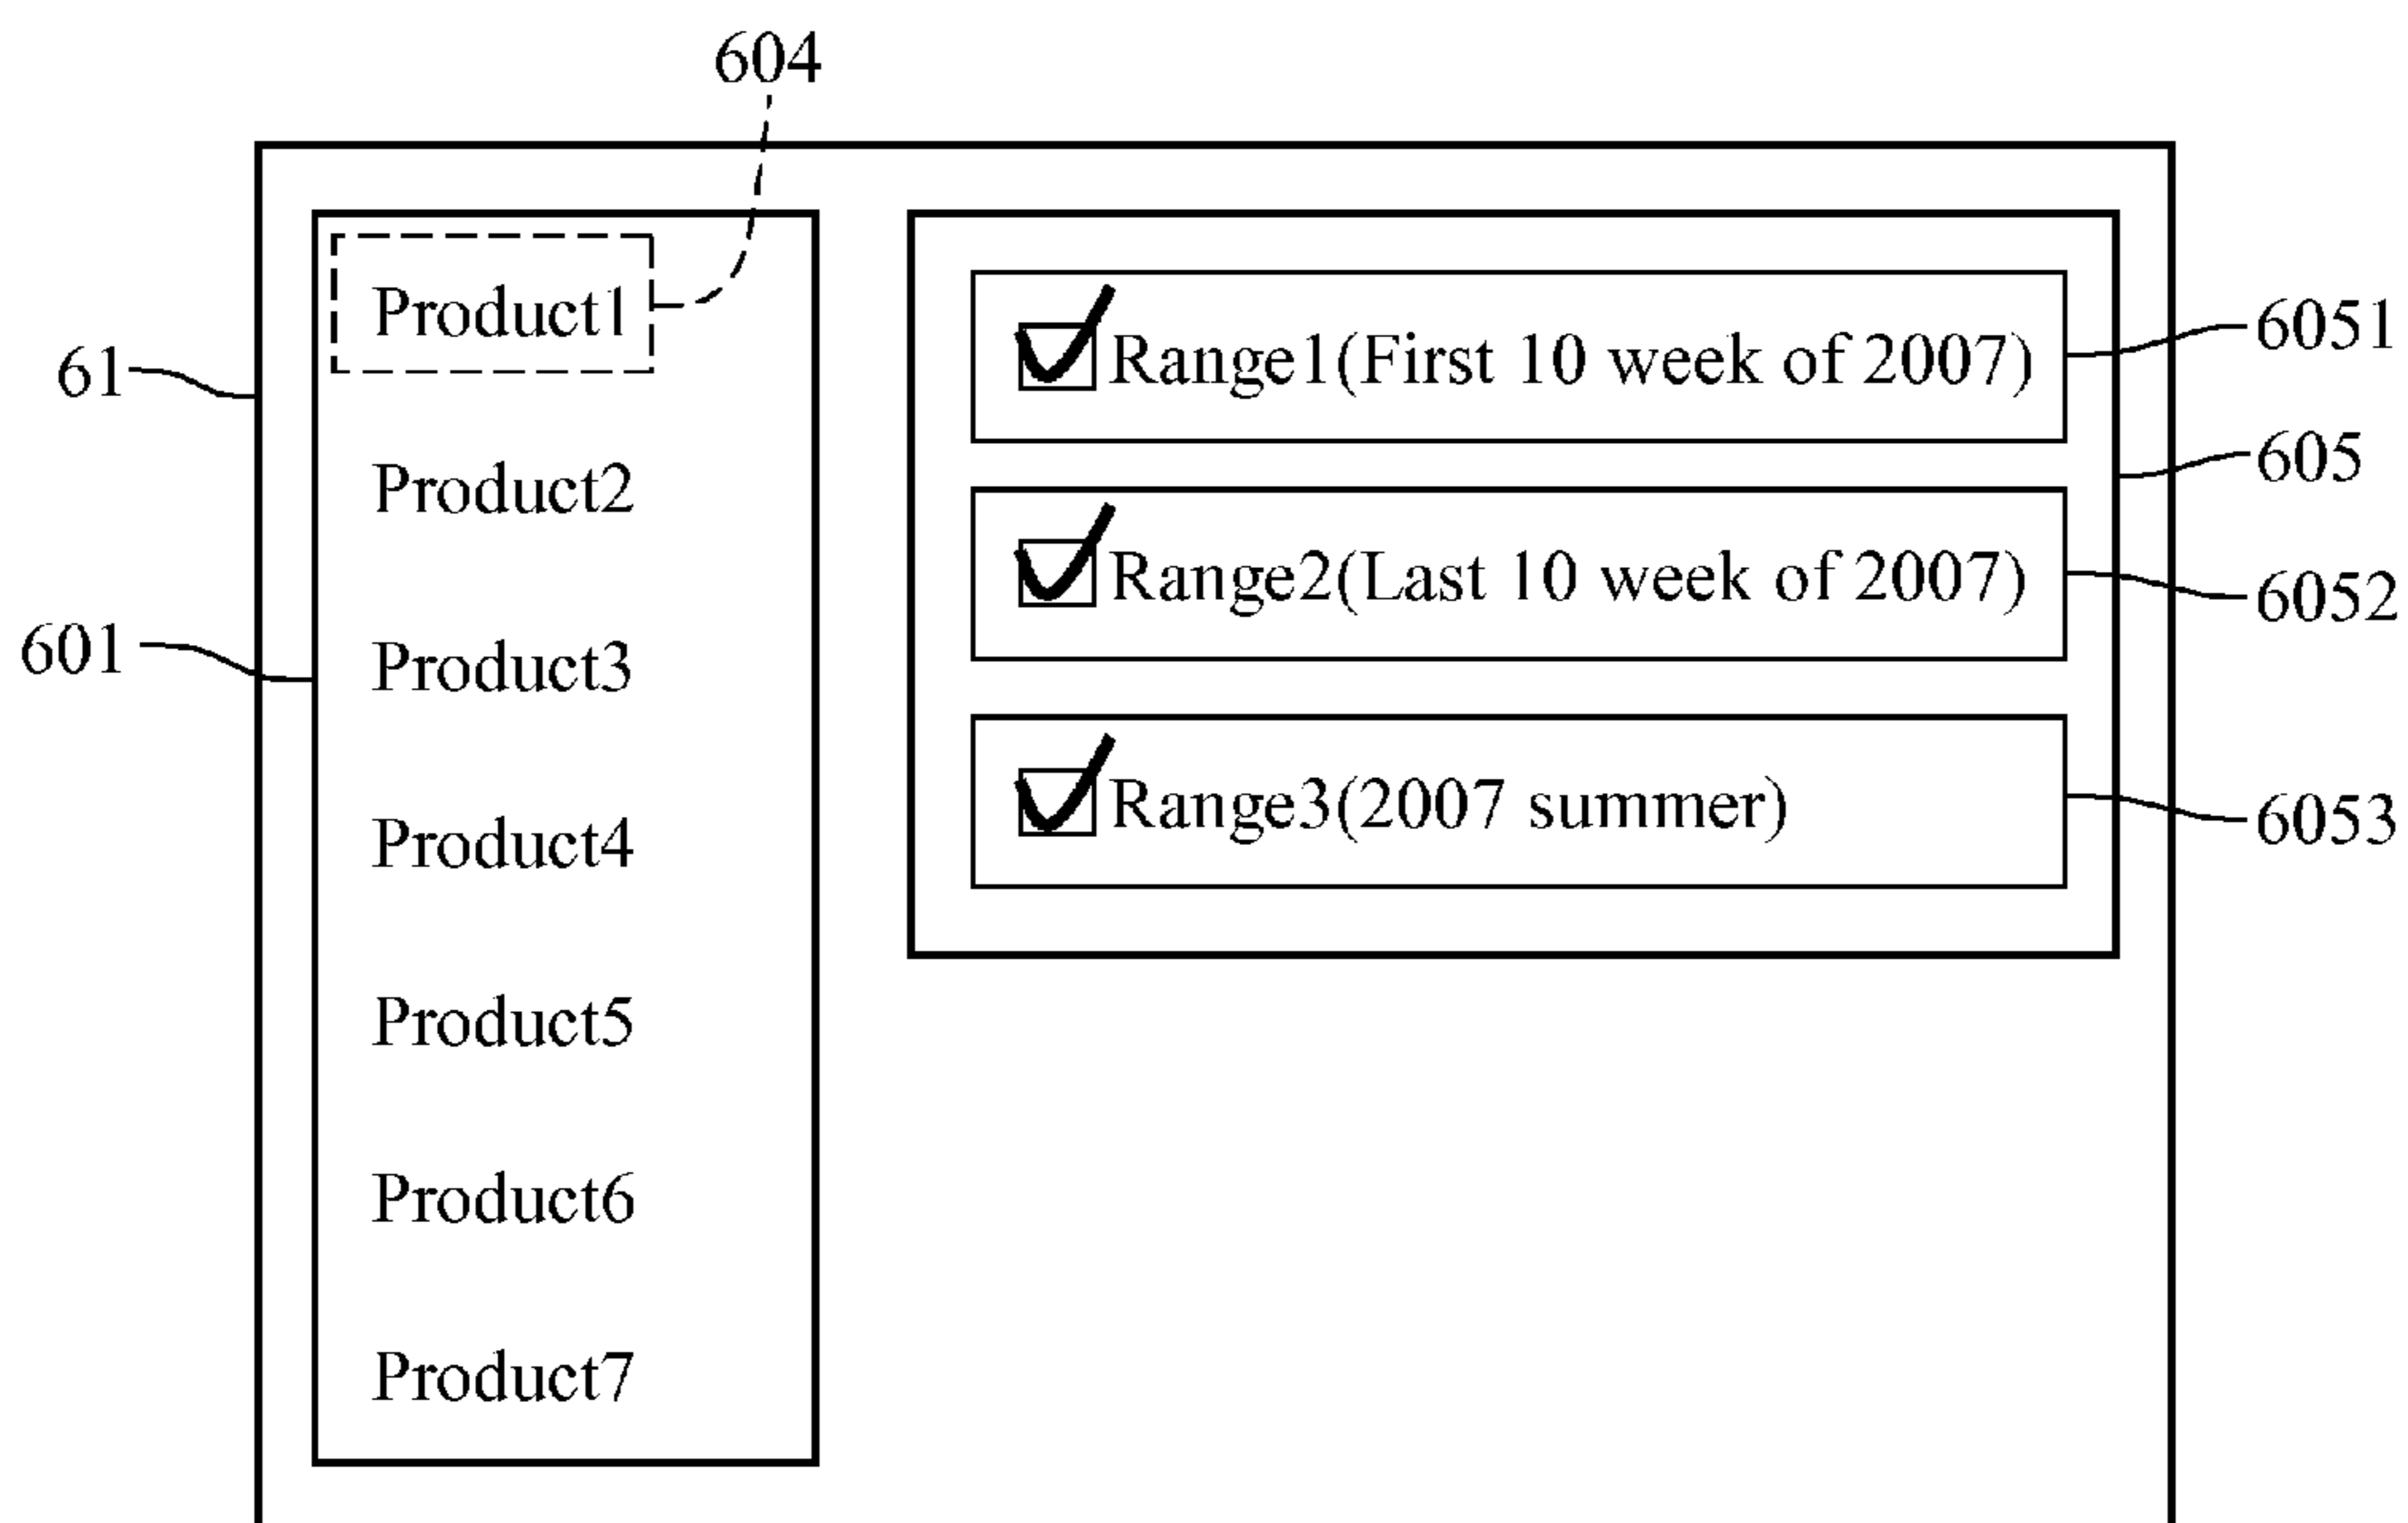 604
Product1
Product2
Product3
Product4
Product5
Product6
Product7
61
601
Range1(First 10 week of 2007)
Range2(Last 10 week of 2007)
Range3(2007 summer)
6051
605
6052
6053